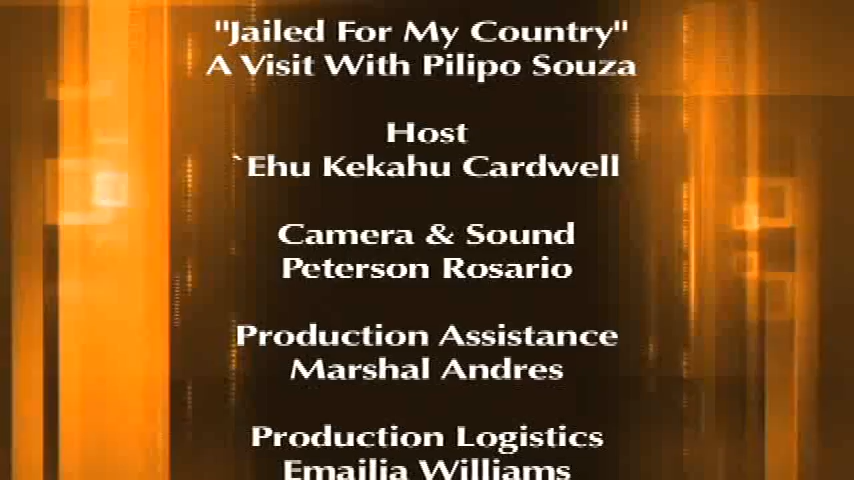 "Jailed For My Country"
A Visit With Pilipo Souza
Host
`Ehu Kekahu Cardwell
Camera & Sound
Peterson Rosario
Production Assistance
Marshal Andres
Production Logistics
Emailia Williams